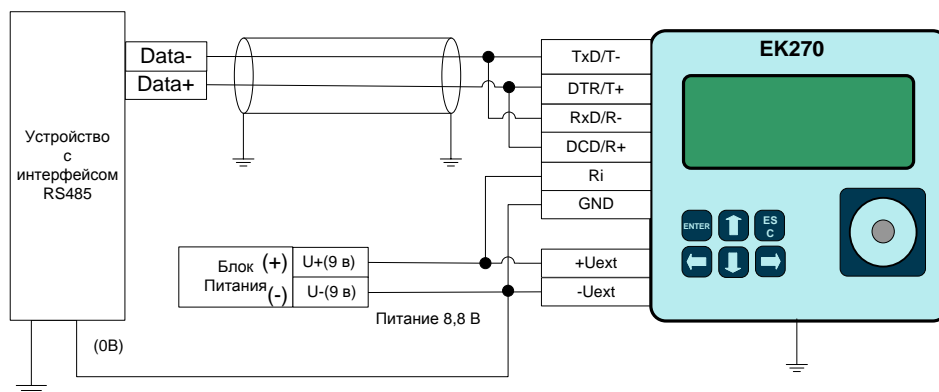 EK270
Data-
Data+
TxD/T-
DTR/T+
RxD/R-
DCD/R+
Ri
GND
Устройство
с
интерфейсом
RS485
ENTER
ES
C
Блок
Питания
(+)
(-)
U+(9 в)
U-(9 в)
+Uext
-Uext
Питание 8,8 В
(0В)